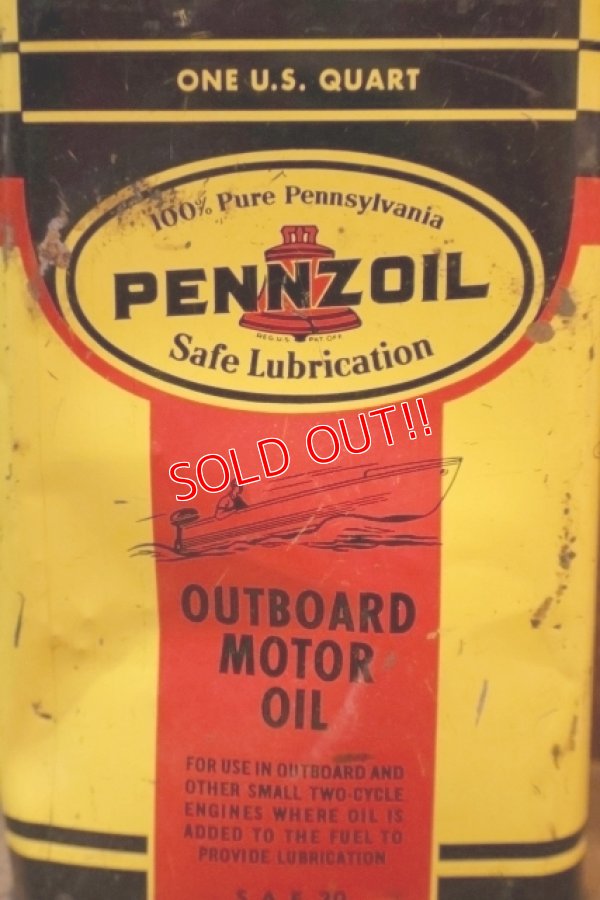 ONE U.S. QUART
100% Pure Pennsylvania
PENNZOIL
REG. U.S. PAT. OFF.
Safe Lubrication
SOLD OUT!!
OUTBOARD
MOTOR
OIL
FOR USE IN OUTBOARD AND
OTHER SMALL TWO-CYCLE
ENGINES WHERE OIL IS
ADDED TO THE FUEL TO
PROVIDE LUBRICATION
S.A.E. 30